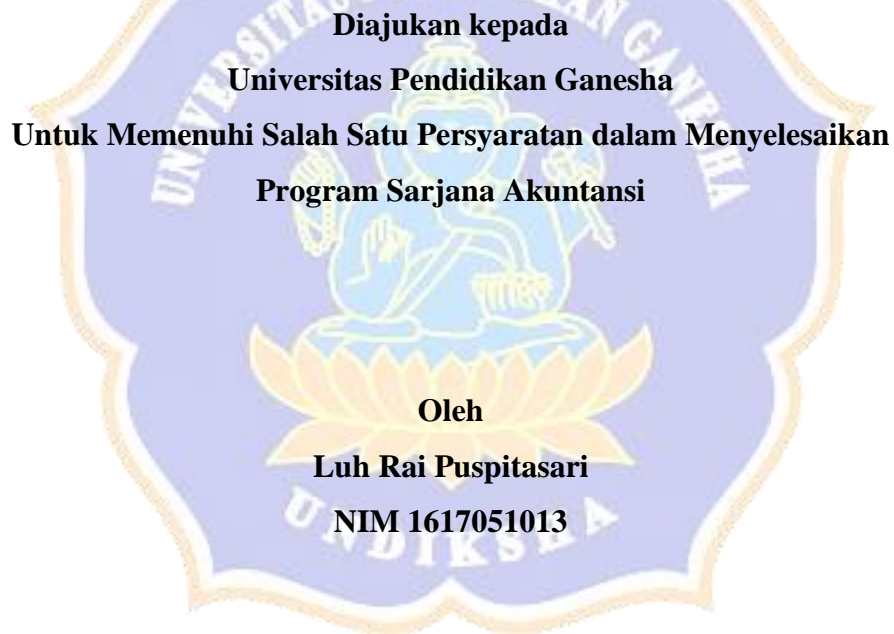 Diajukan kepada
Universitas Pendidikan Ganesha
Untuk Memenuhi Salah Satu Persyaratan dalam Menyelesaikan
Program Sarjana Akuntansi
Oleh
Luh Rai Puspitasari
NIM 1617051013
UNDIKSHA